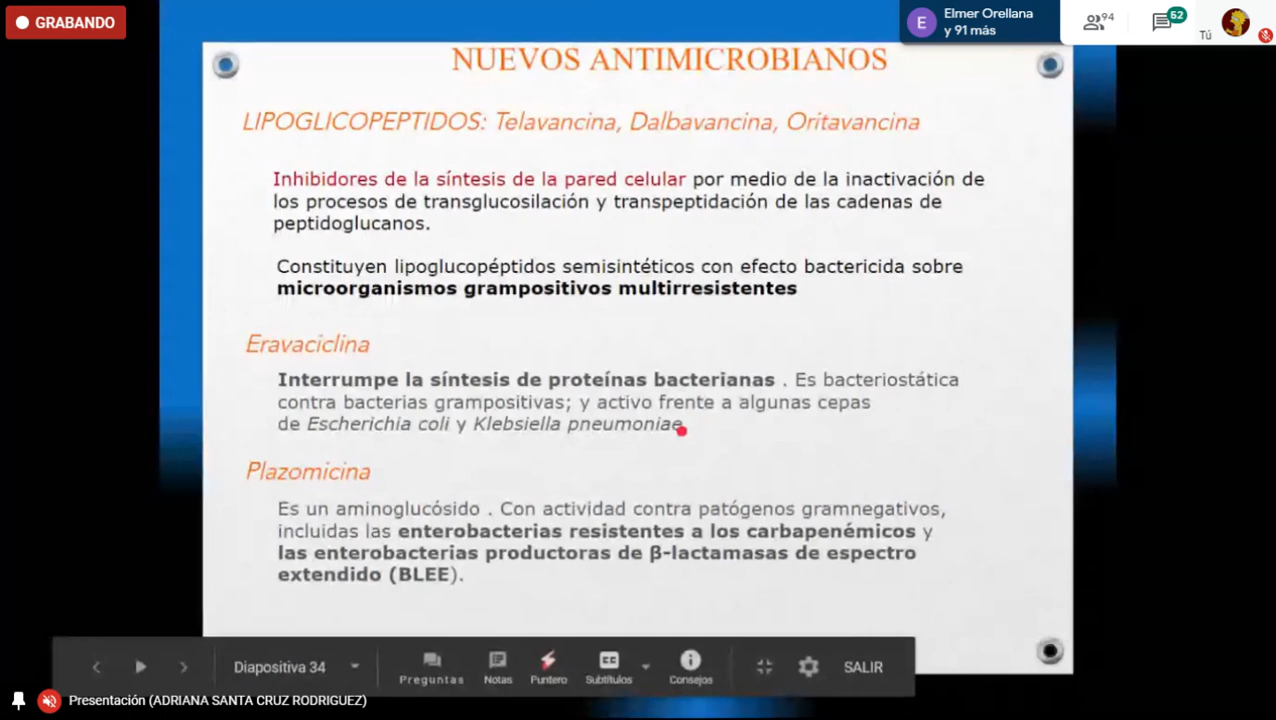 GRABANDO
E
Elmer Orellana
y 91 más
94
52
Tú
NUEVOS ANTIMICROBIANOS
LIPOGLICOPEPTIDOS: Telavancina, Dalbavancina, Oritavancina
Inhibidores de la síntesis de la pared celular por medio de la inactivación de
los procesos de transglucosilación y transpeptidación de las cadenas de
peptidoglucanos.
Constituyen lipoglucopéptidos semisintéticos con efecto bactericida sobre
microorganismos grampositivos multirresistentes
Eravaciclina
Interrumpe la síntesis de proteínas bacterianas . Es bacteriostática
contra bacterias grampositivas; y activo frente a algunas cepas
de Escherichia coli y Klebsiella pneumoniae
Plazomicina
Es un aminoglucósido . Con actividad contra patógenos gramnegativos,
incluidas las enterobacterias resistentes a los carbapenémicos y
las enterobacterias productoras de β-lactamasas de espectro
extendido (BLEE).
Diapositiva 34
Preguntas
Notas
Puntero
CC
Subtítulos
Consejos
SALIR
Presentación (ADRIANA SANTA CRUZ RODRIGUEZ)